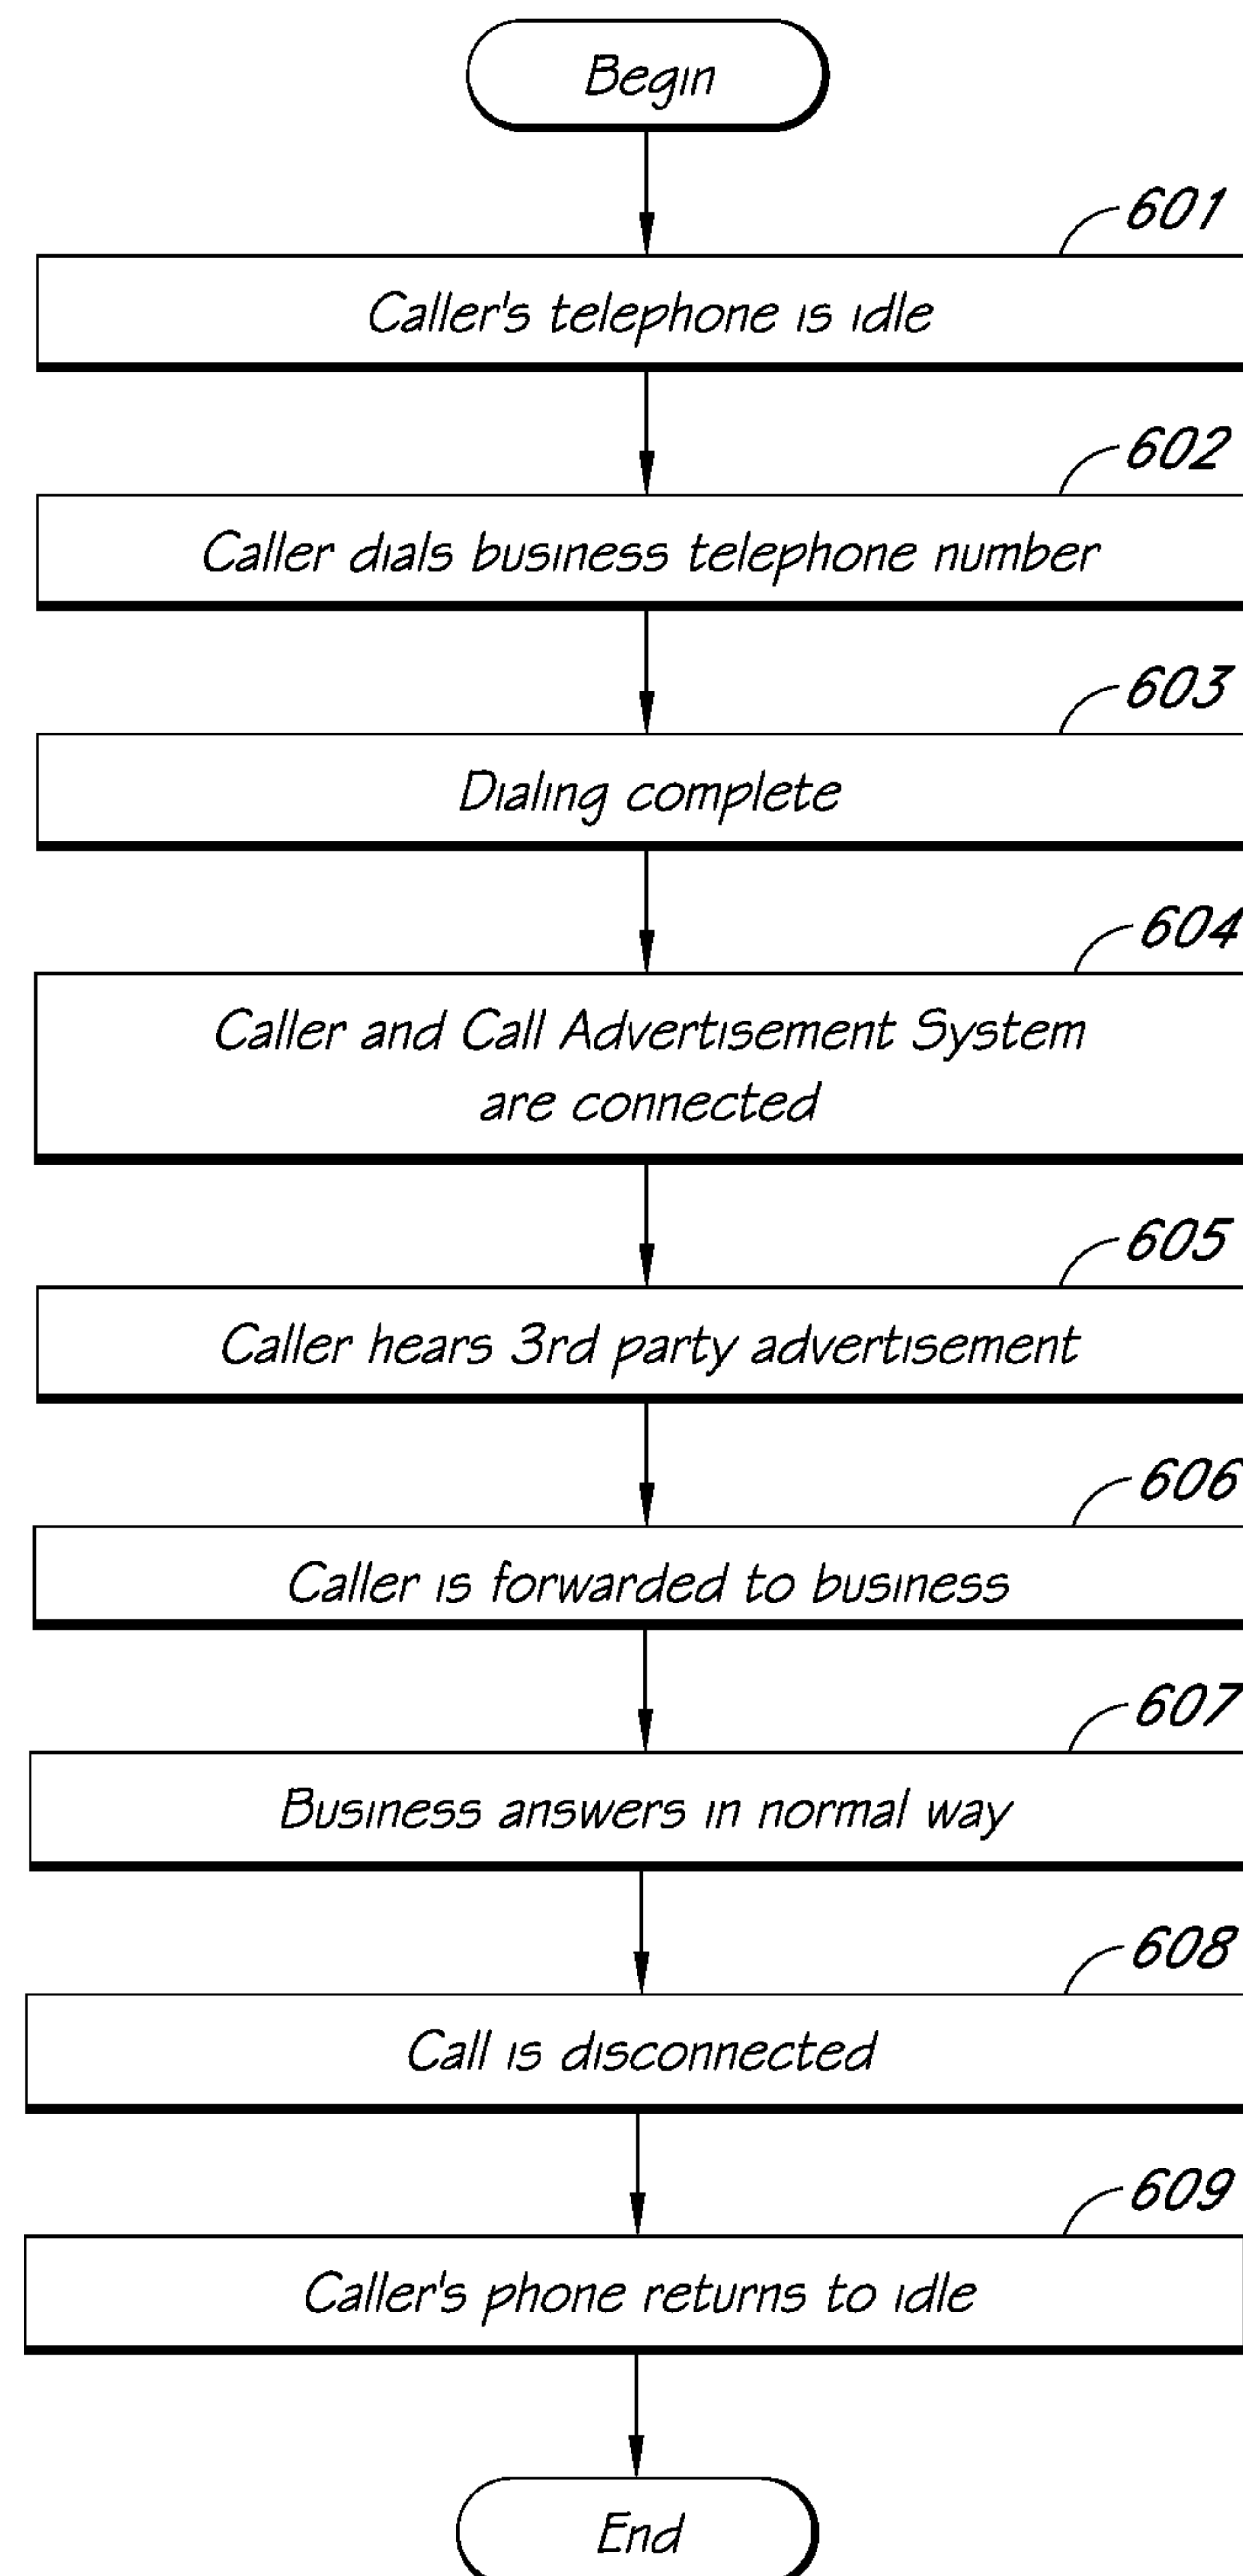 Begin
601
Caller's telephone is idle
602
Caller dials business telephone number
603
Dialing complete
604
Caller and Call Advertisement System
are connected
605
Caller hears 3rd party advertisement
606
Caller is forwarded to business
607
Business answers in normal way
608
Call is disconnected
609
Caller's phone returns to idle
End